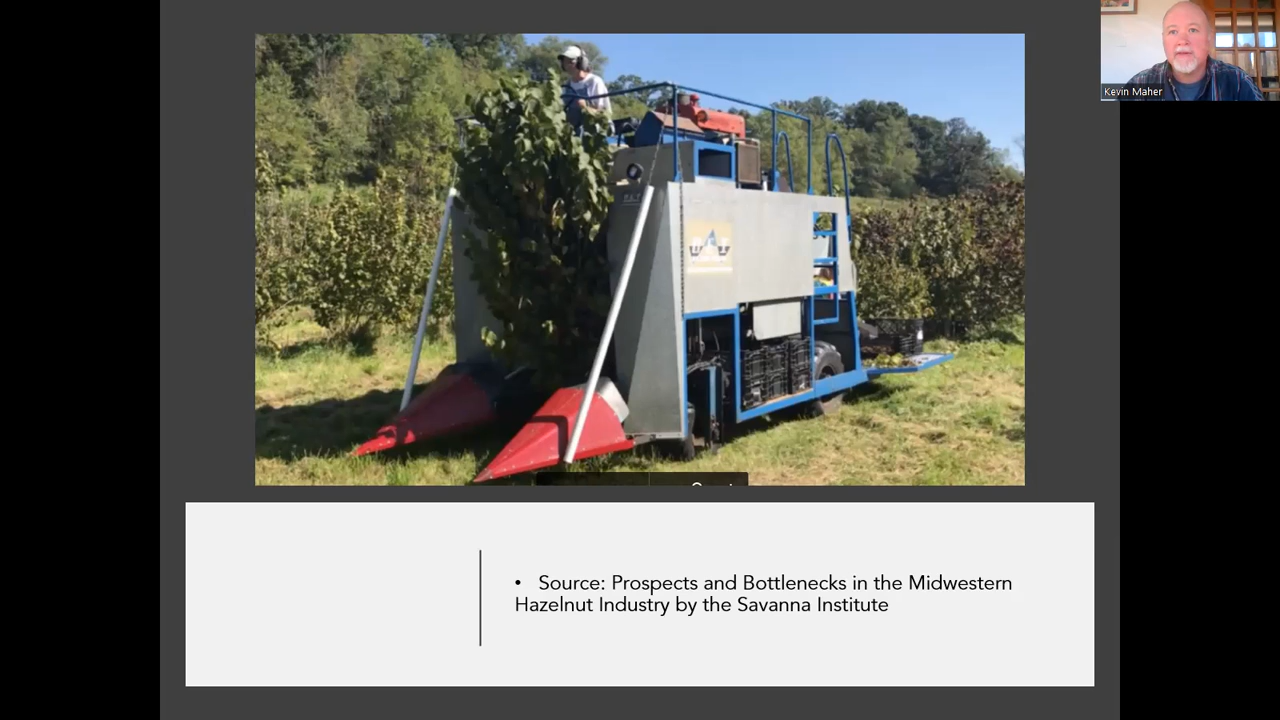 Kevin Maher
• Source: Prospects and Bottlenecks in the Midwestern
Hazelnut Industry by the Savanna Institute